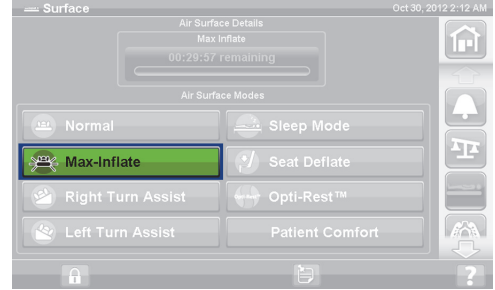 Surface
Oct 30, 2012 2:12 AM
Air Surface Details
Max Inflate
00:29:57 remaining
Air Surface Modes
Normal
Sleep Mode
Max-Inflate
Seat Deflate
Right Turn Assist
Opti-Rest™
Left Turn Assist
Patient Comfort
?